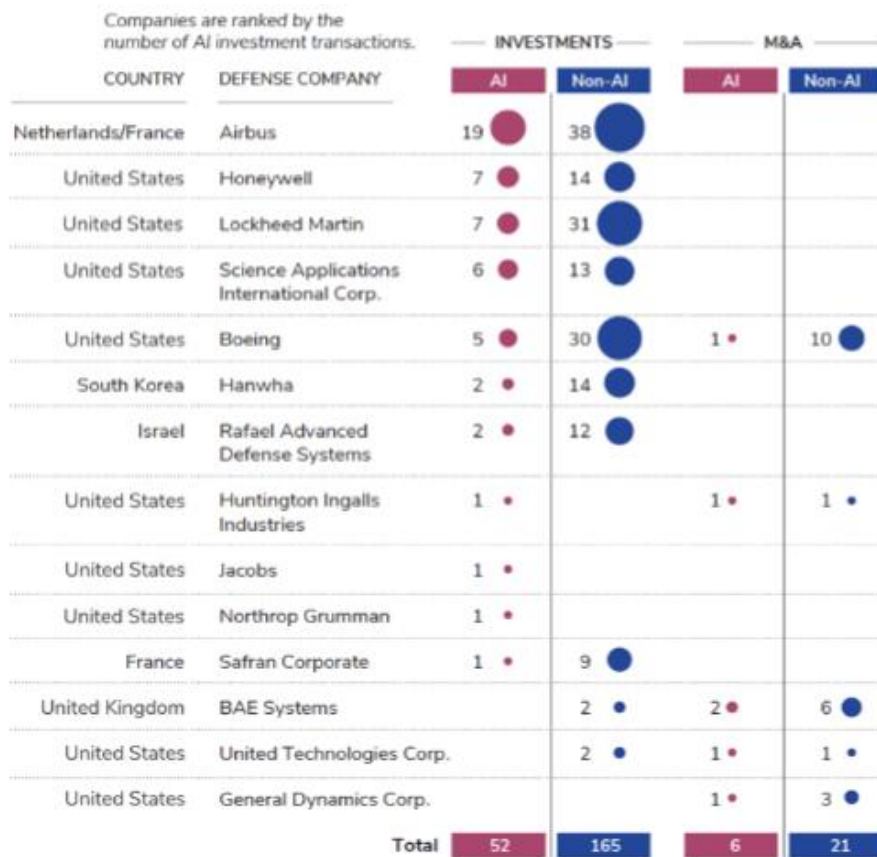 Companies are ranked by the
number of AI investment transactions.
INVESTMENTS M&A
COUNTRY DEFENSE COMPANY AI Non-AI AI Non-AI
Netherlands/France Airbus 19 38
United States Honeywell 7 14
United States Lockheed Martin 7 31
United States Science Applications 6 13
International Corp.
United States Boeing 5 30 1 10
South Korea Hanwha 2 14
Israel Rafael Advanced 2 12
Defense Systems
United States Huntington Ingalls 1 1 1
Industries
United States Jacobs 1
United States Northrop Grumman 1
France Safran Corporate 1 9
United Kingdom BAE Systems 2 2 6
United States United Technologies Corp. 2 1 1
United States General Dynamics Corp. 1 3
Total 52 165 6 21